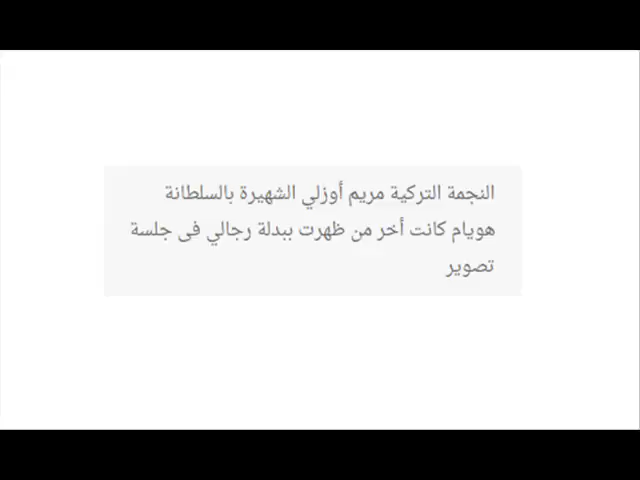 النجمة التركية مريم أوزلي الشهيرة بالسلطانة
هويام كانت أخر من ظهرت ببدلة رجالي فى جلسة
تصوير